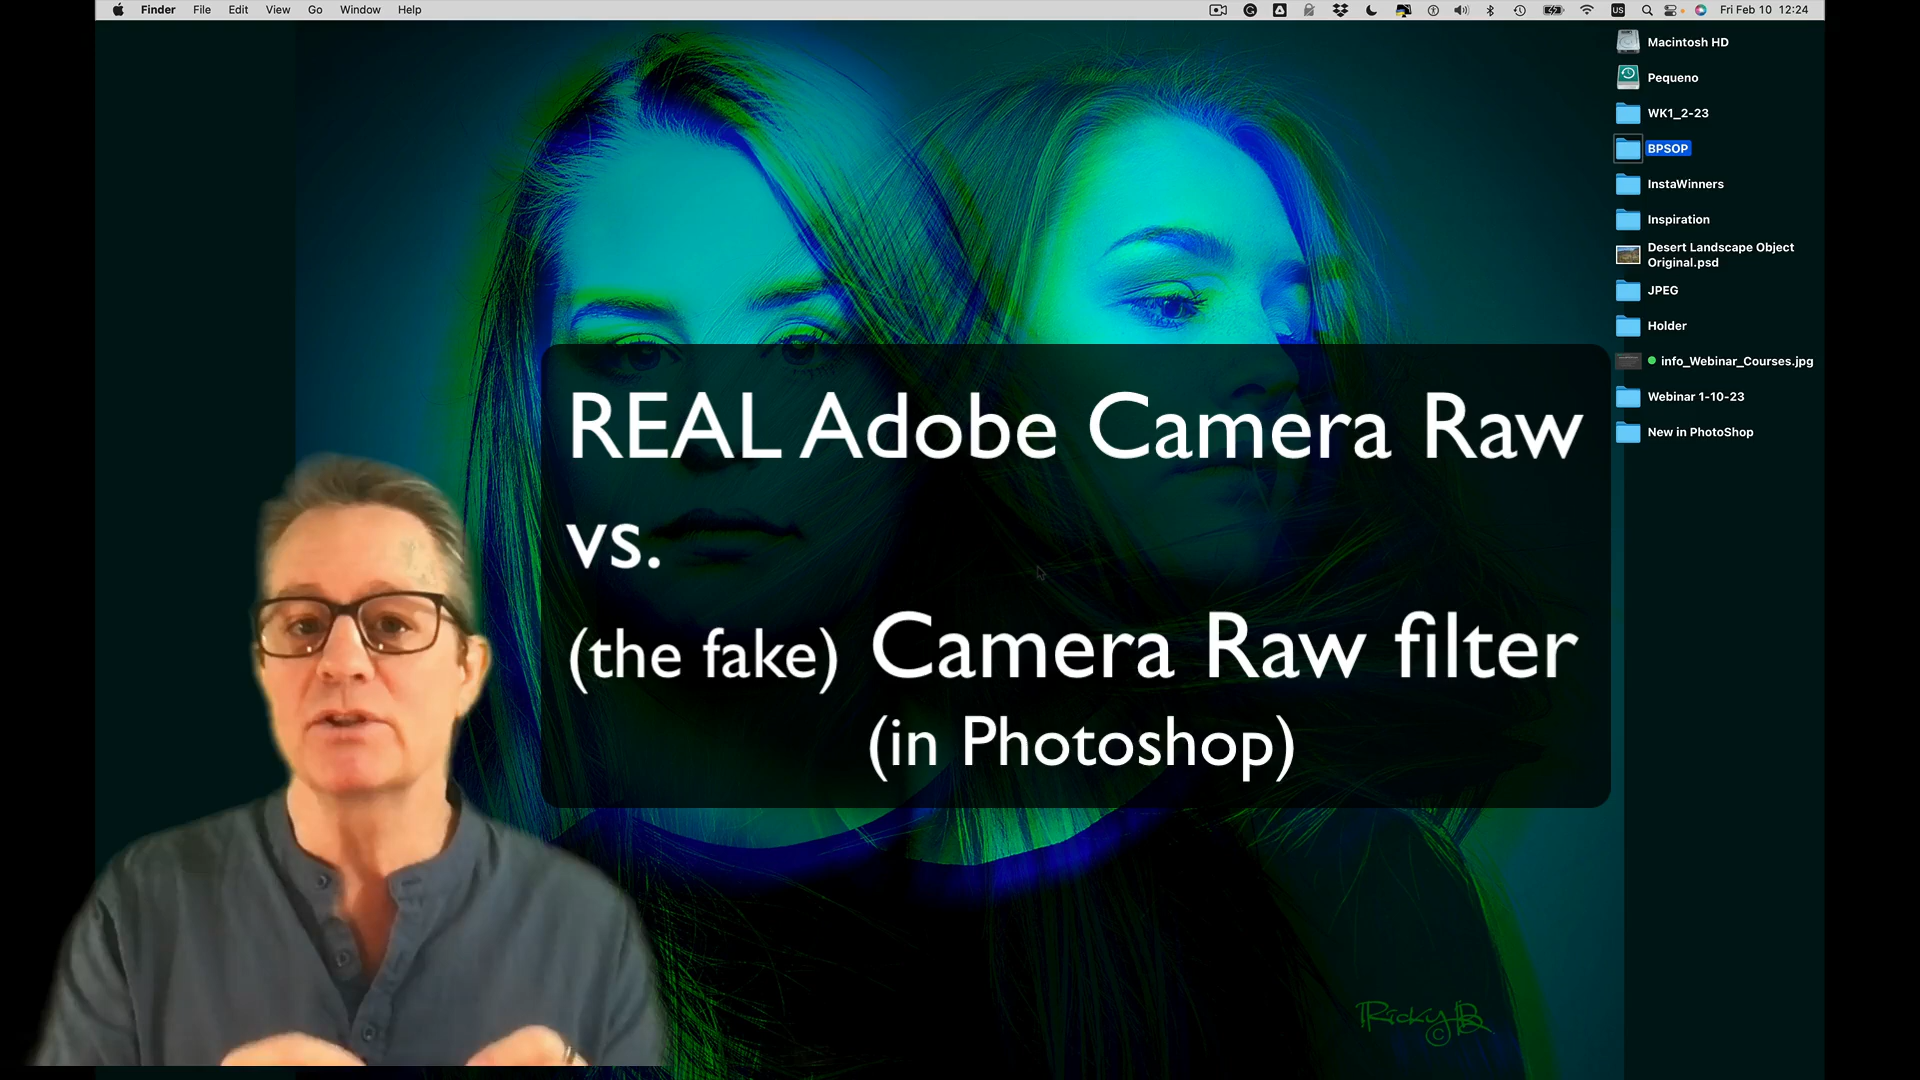 Finder File Edit View Go Window Help
US Fri Feb 10 12:24
Macintosh HD
Pequeno
WK1_2-23
BPSOP
InstaWinners
Inspiration
Desert Landscape Object
Original.psd
JPEG
Holder
info_Webinar_Courses.jpg
Webinar 1-10-23
New in PhotoShop
REAL Adobe Camera Raw
vs.
(the fake) Camera Raw filter
(in Photoshop)
RickyB
©